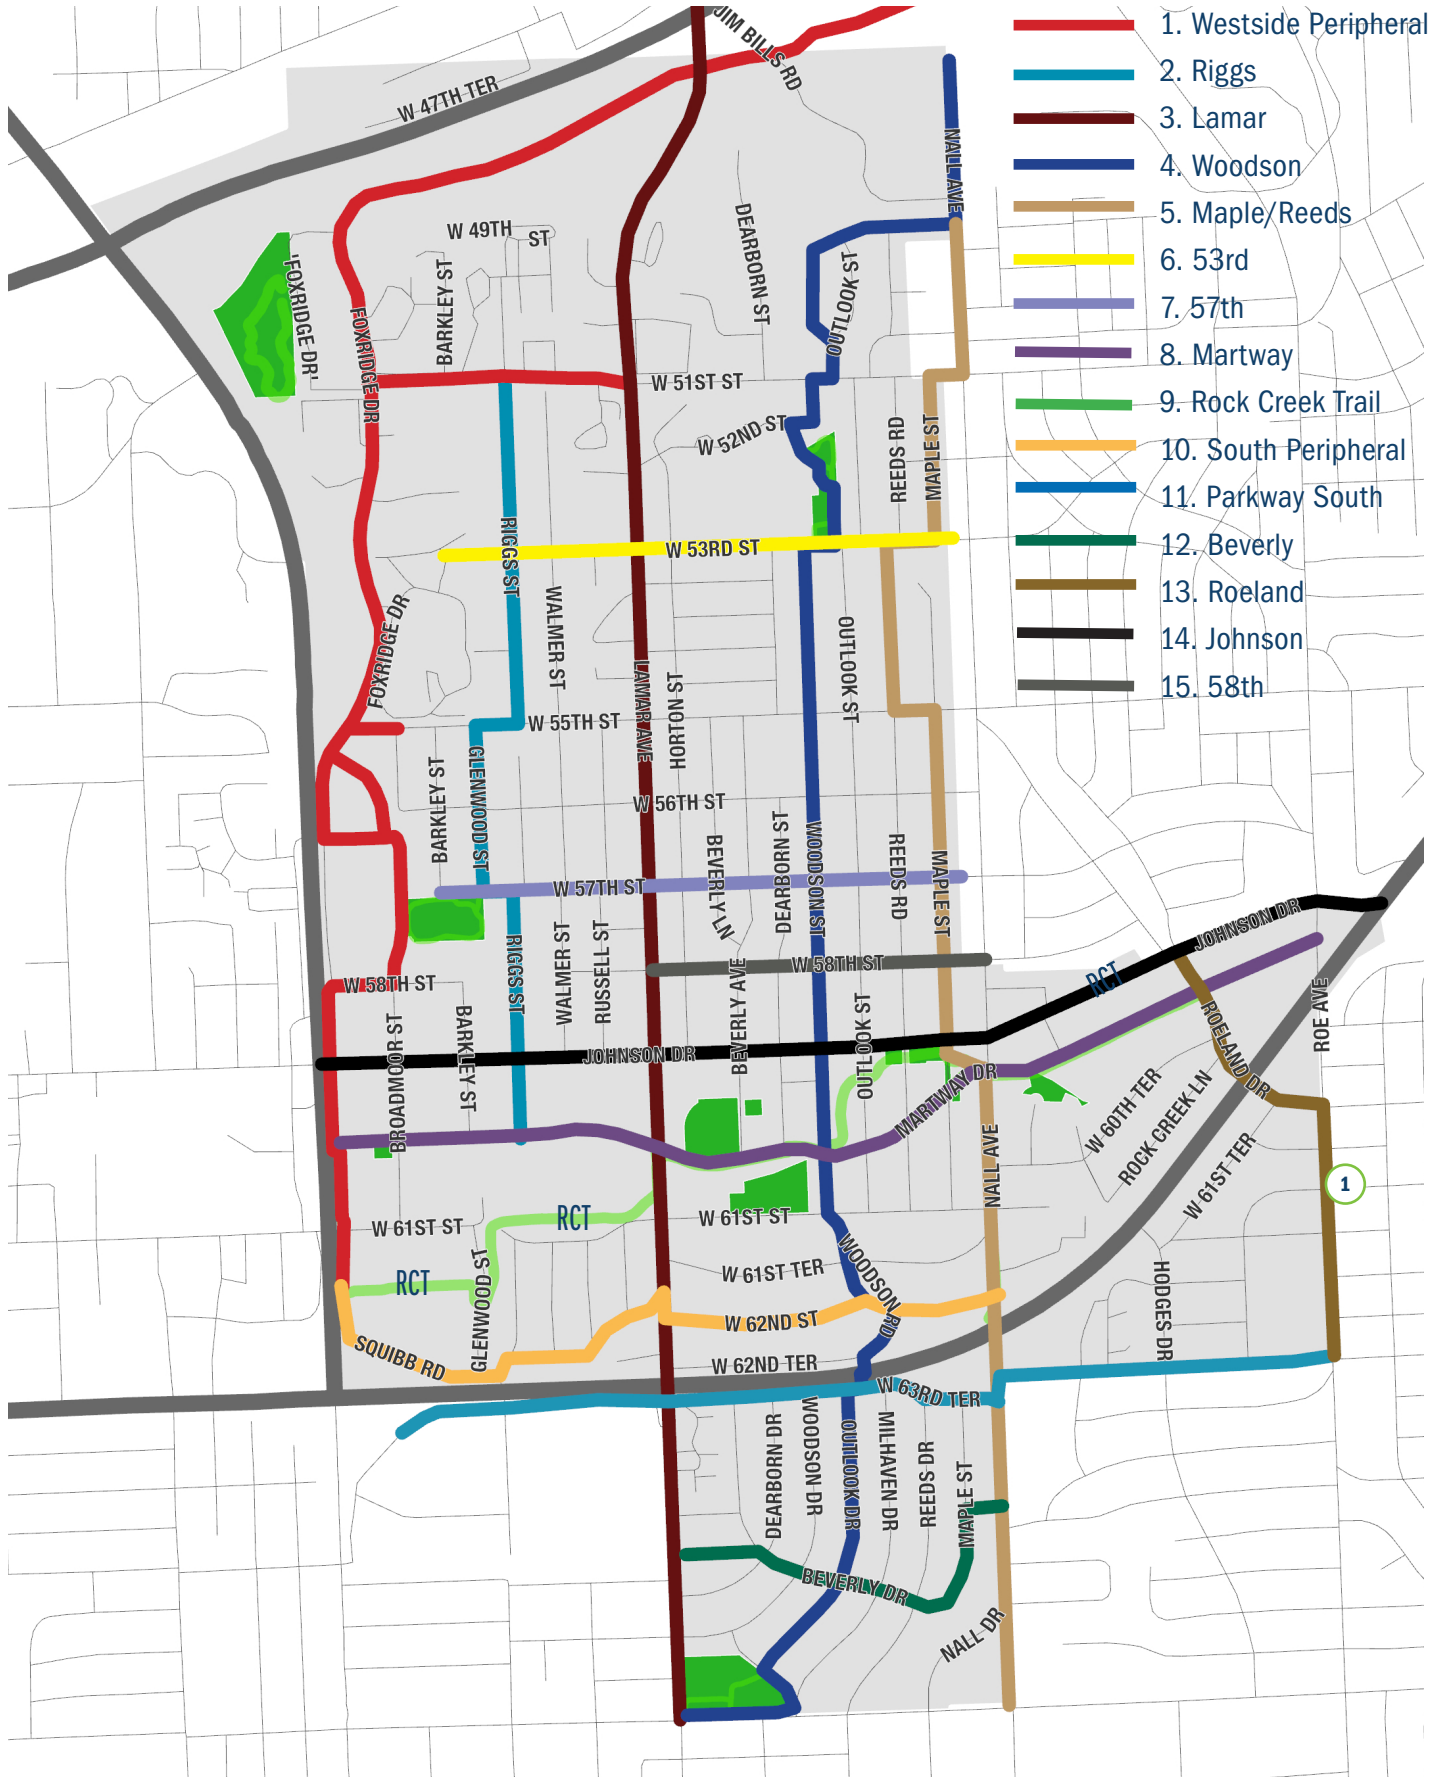 1. Westside Peripheral
2. Riggs
3. Lamar
4. Woodson
5. Maple/Reeds
6. 53rd
7. 57th
8. Martway
9. Rock Creek Trail
10. South Peripheral
11. Parkway South
12. Beverly
13. Roeland
14. Johnson
15. 58th
JIM BILLS RD
W 47TH TER
NALL AVE
W 49TH ST
DEARBORN ST
'FOXRIDGE DR'
BARKLEY ST
OUTLOOK ST
FOXRIDGE DR
W 51ST ST
W 52ND ST
REEDS RD
MAPLE ST
RIGGS ST
W 53RD ST
WALMER ST
FOXRIDGE DR
OUTLOOK ST
LAMAR AVE
HORTON ST
W 55TH ST
BARKLEY ST
GLENWOOD ST
W 56TH ST
BEVERLY LN
DEARBORN ST
WOODSON ST
REEDS RD
MAPLE ST
W 57TH ST
JOHNSON DR
RIGGS ST
WALMER ST
RUSSELL ST
W 58TH ST
W 58TH ST
BEVERLY AVE
RCT
ROE AVE
BROADMOOR ST
BARKLEY ST
OUTLOOK ST
ROELAND DR
JOHNSON DR
MARTWAY DR
W 60TH TER
ROCK CREEK LN
NALL AVE
W 61ST TER
1
W 61ST ST
RCT
W 61ST ST
RCT
GLENWOOD ST
W 61ST TER
WOODSON RD
HODGES DR
W 62ND ST
SQUIBB RD
W 62ND TER
W 63RD TER
DEARBORN DR
WOODSON DR
OUTLOOK DR
MILHAVEN DR
REEDS DR
MAPLE ST
BEVERLY DR
NALL DR